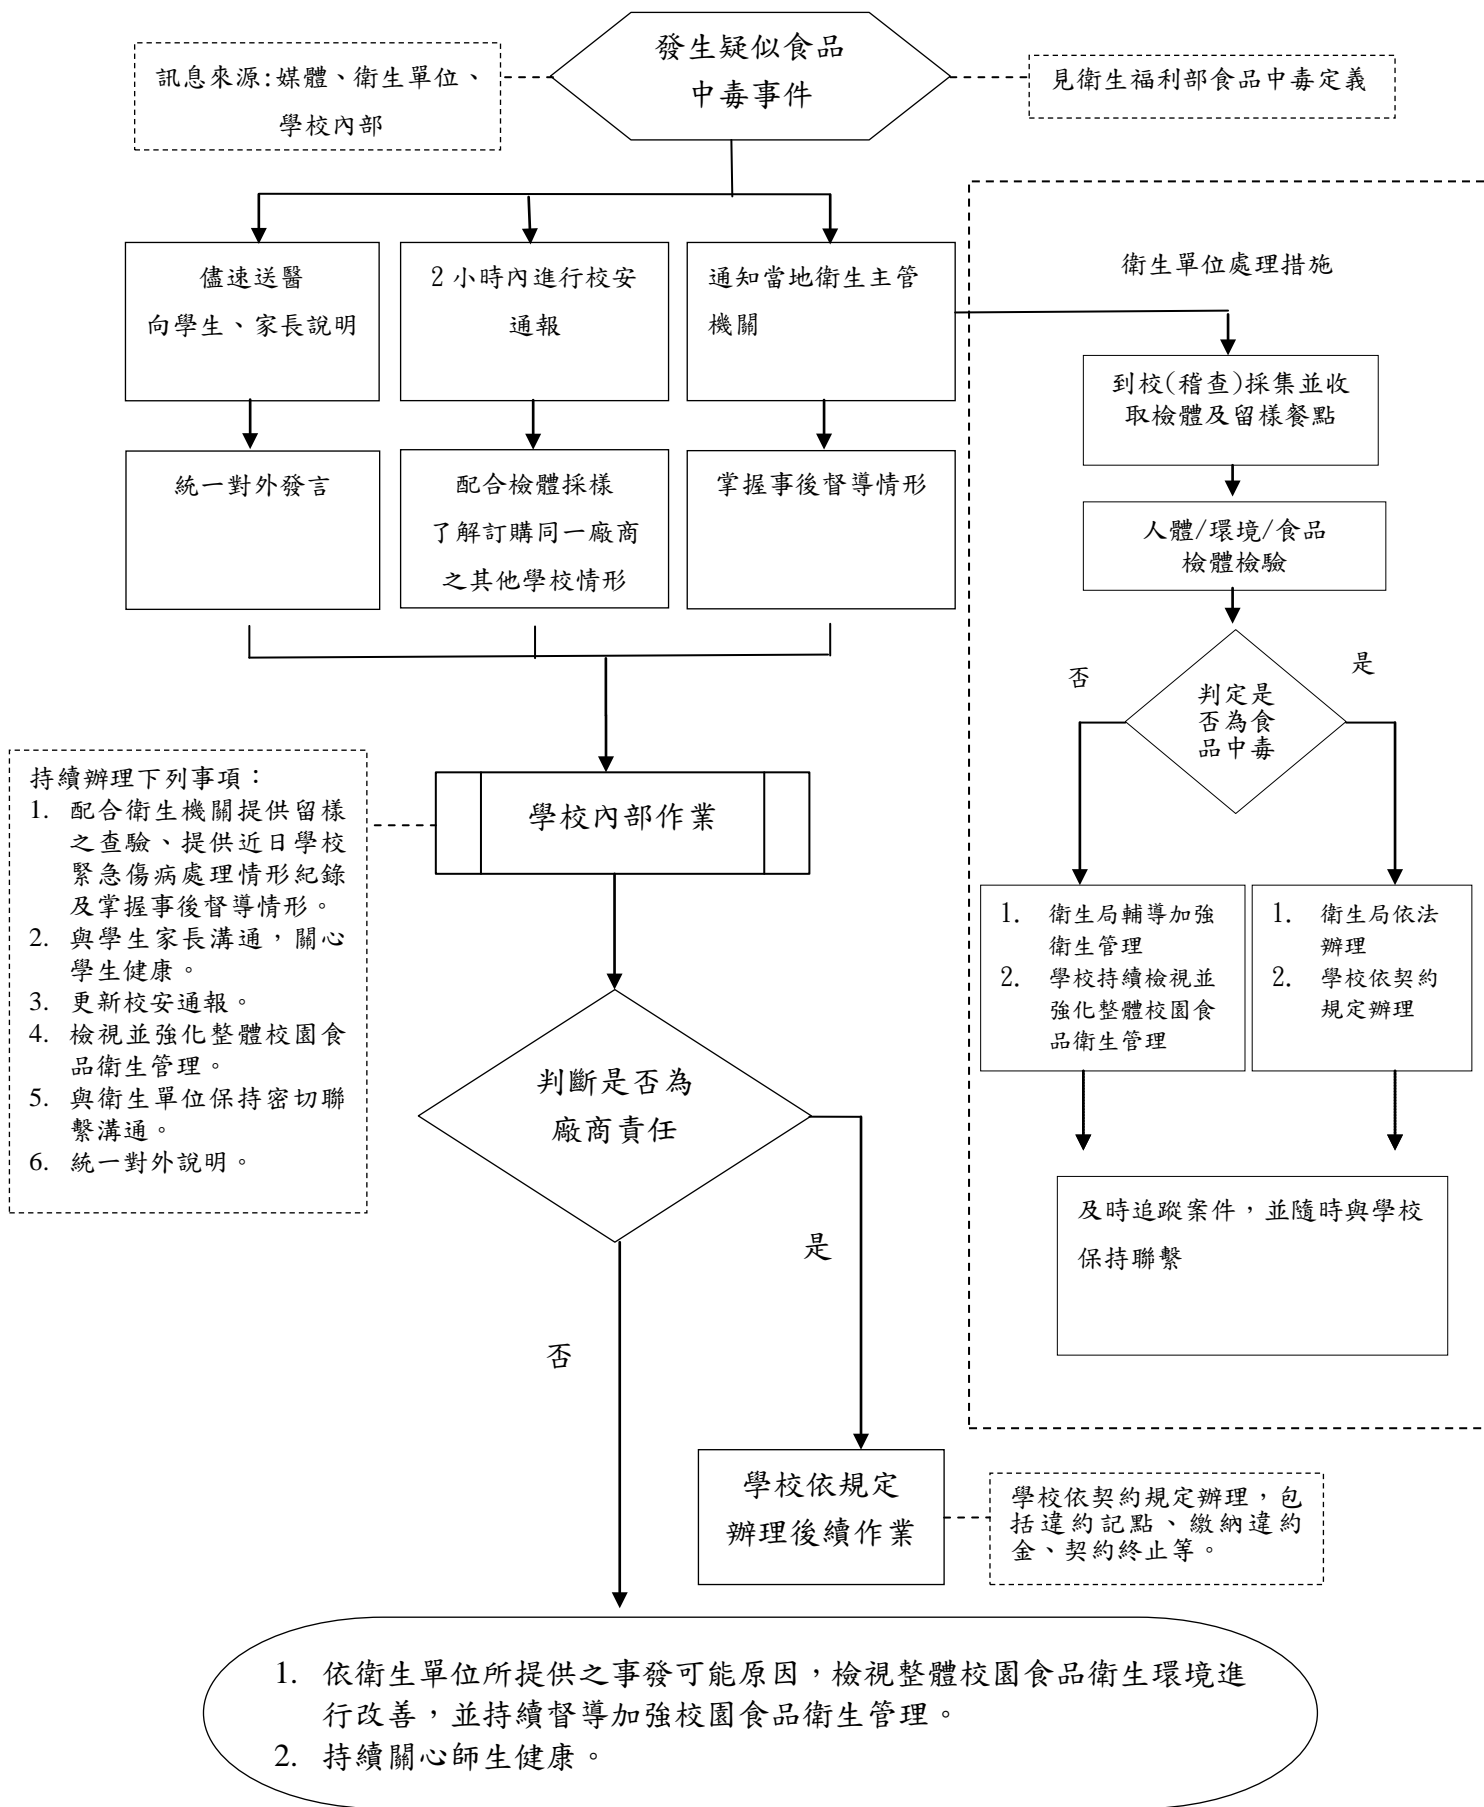 發生疑似食品
中毒事件
訊息來源:媒體、衛生單位、
學校內部
見衛生福利部食品中毒定義
儘速送醫
向學生、家長說明
2 小時內進行校安
通報
通知當地衛生主管
機關
統一對外發言
配合檢體採樣
了解訂購同一廠商
之其他學校情形
掌握事後督導情形
衛生單位處理措施
到校(稽查)採集並收
取檢體及留樣餐點
人體/環境/食品
檢體檢驗
判定是
否為食
品中毒
否
是
1. 衛生局輔導加強
衛生管理
2. 學校持續檢視並
強化整體校園食
品衛生管理
1. 衛生局依法
辦理
2. 學校依契約
規定辦理
及時追蹤案件，並隨時與學校
保持聯繫
學校內部作業
持續辦理下列事項：
1. 配合衛生機關提供留樣
之查驗、提供近日學校
緊急傷病處理情形紀錄
及掌握事後督導情形。
2. 與學生家長溝通，關心
學生健康。
3. 更新校安通報。
4. 檢視並強化整體校園食
品衛生管理。
5. 與衛生單位保持密切聯
繫溝通。
6. 統一對外說明。
判斷是否為
廠商責任
是
否
學校依規定
辦理後續作業
學校依契約規定辦理，包
括違約記點、繳納違約
金、契約終止等。
1. 依衛生單位所提供之事發可能原因，檢視整體校園食品衛生環境進
行改善，並持續督導加強校園食品衛生管理。
2. 持續關心師生健康。